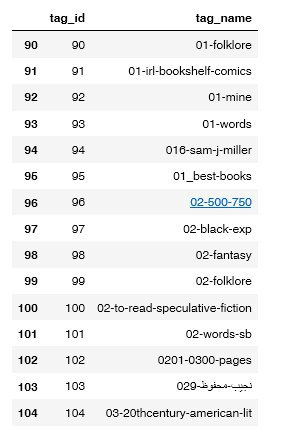 tag_id tag_name
90 90 01-folklore
91 91 01-irl-bookshelf-comics
92 92 01-mine
93 93 01-words
94 94 016-sam-j-miller
95 95 01_best-books
96 96 02-500-750
97 97 02-black-exp
98 98 02-fantasy
99 99 02-folklore
100 100 02-to-read-speculative-fiction
101 101 02-words-sb
102 102 0201-0300-pages
103 103 029-نجيب-محفوظ
104 104 03-20thcentury-american-lit